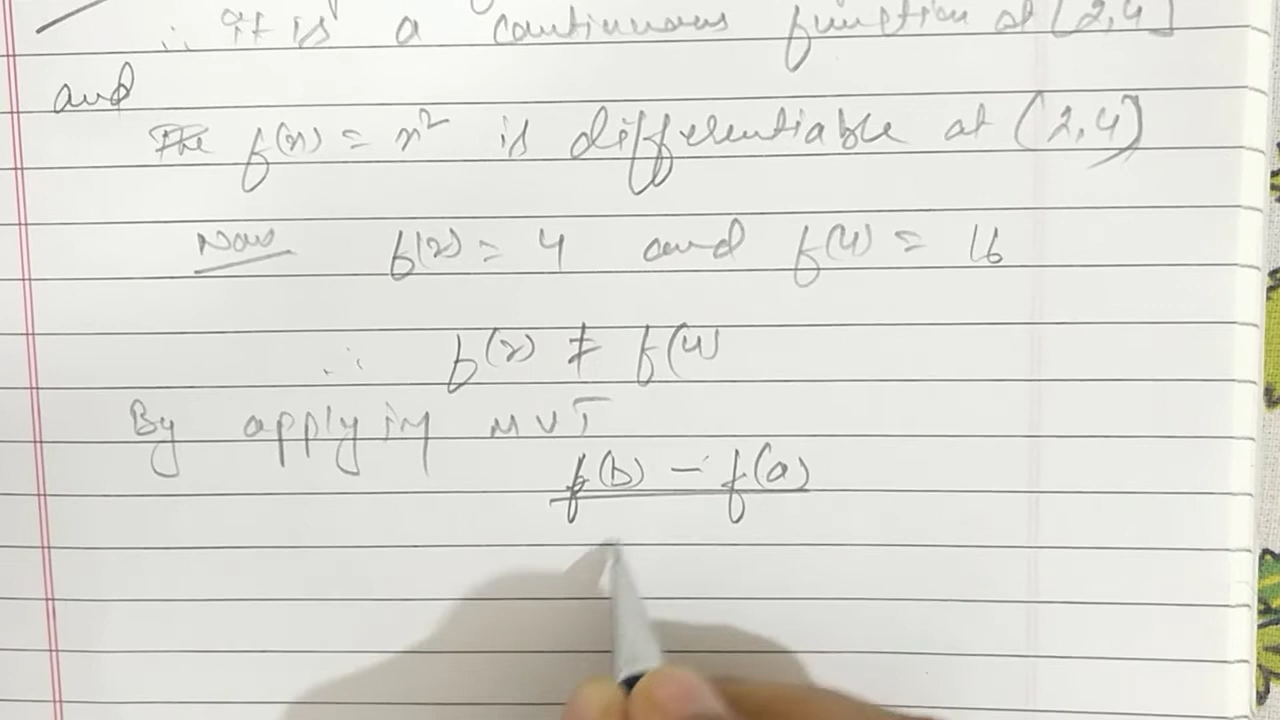 ∴ It is a continuous function at [2,4]
and
The f(x) = x² is differentiable at (2,4)
Now f(2) = 4 and f(4) = 16
∴ f(2) ≠ f(4)
By applying MVT
f(b) - f(a)